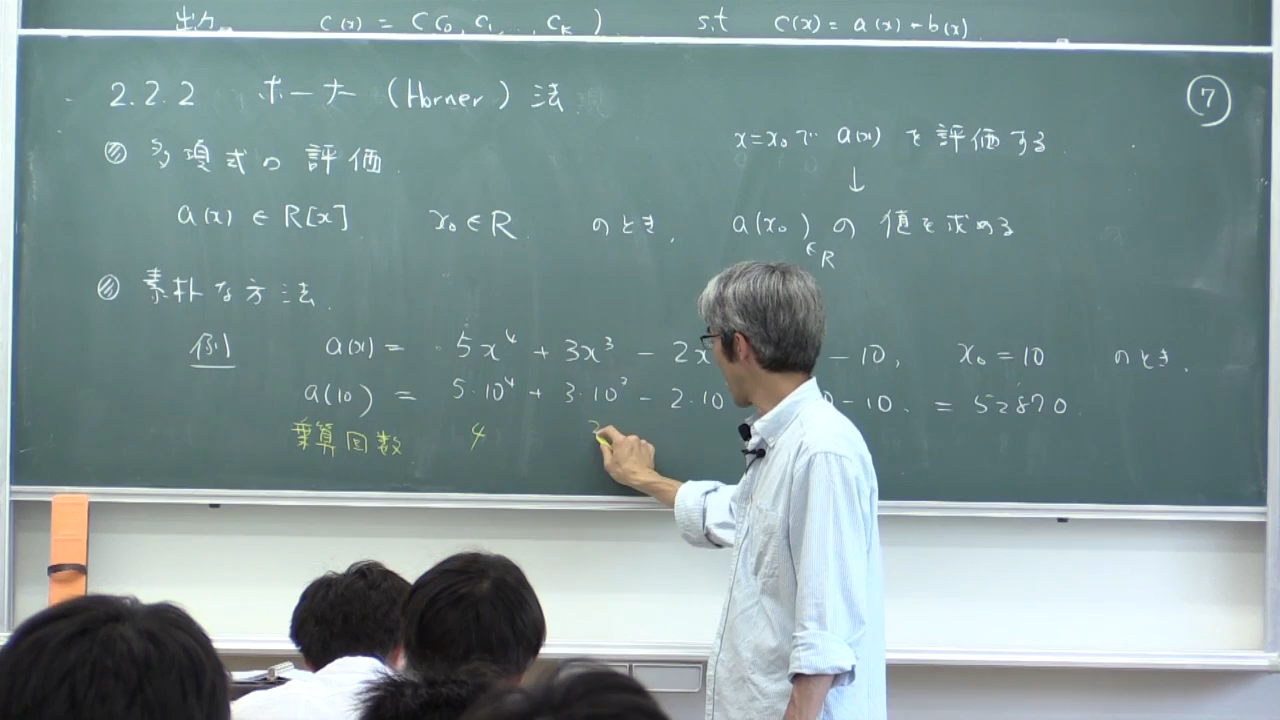 出力 C(x) = (C₀, C₁, ..., Cₖ) s.t C(x) = a(x) + b(x)
2.2.2 ホーナー (Horner) 法
⑦
多項式の評価
x=x₀で a(x) を評価する
↓
a(x) ∈ R[x] x₀ ∈ R のとき, a(x₀) の値を求める
∈R
素朴な方法.
例 a(x) = 5x⁴ + 3x³ - 2x - 10, x₀ = 10 のとき,
a(10) = 5・10⁴ + 3・10³ - 2・10 0 - 10. = 52870
乗算回数 4